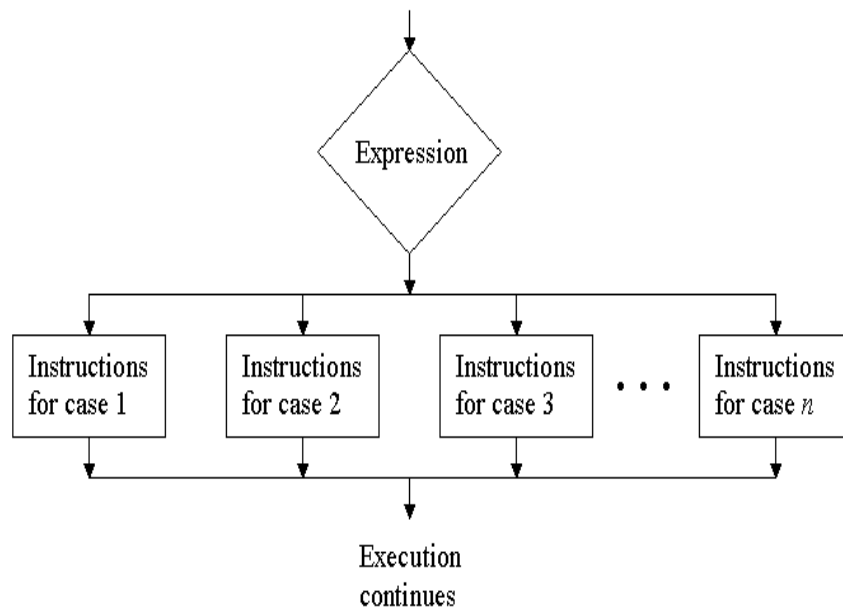 Expression
Instructions
for case 1
Instructions
for case 2
Instructions
for case 3
• • •
Instructions
for case n
Execution
continues